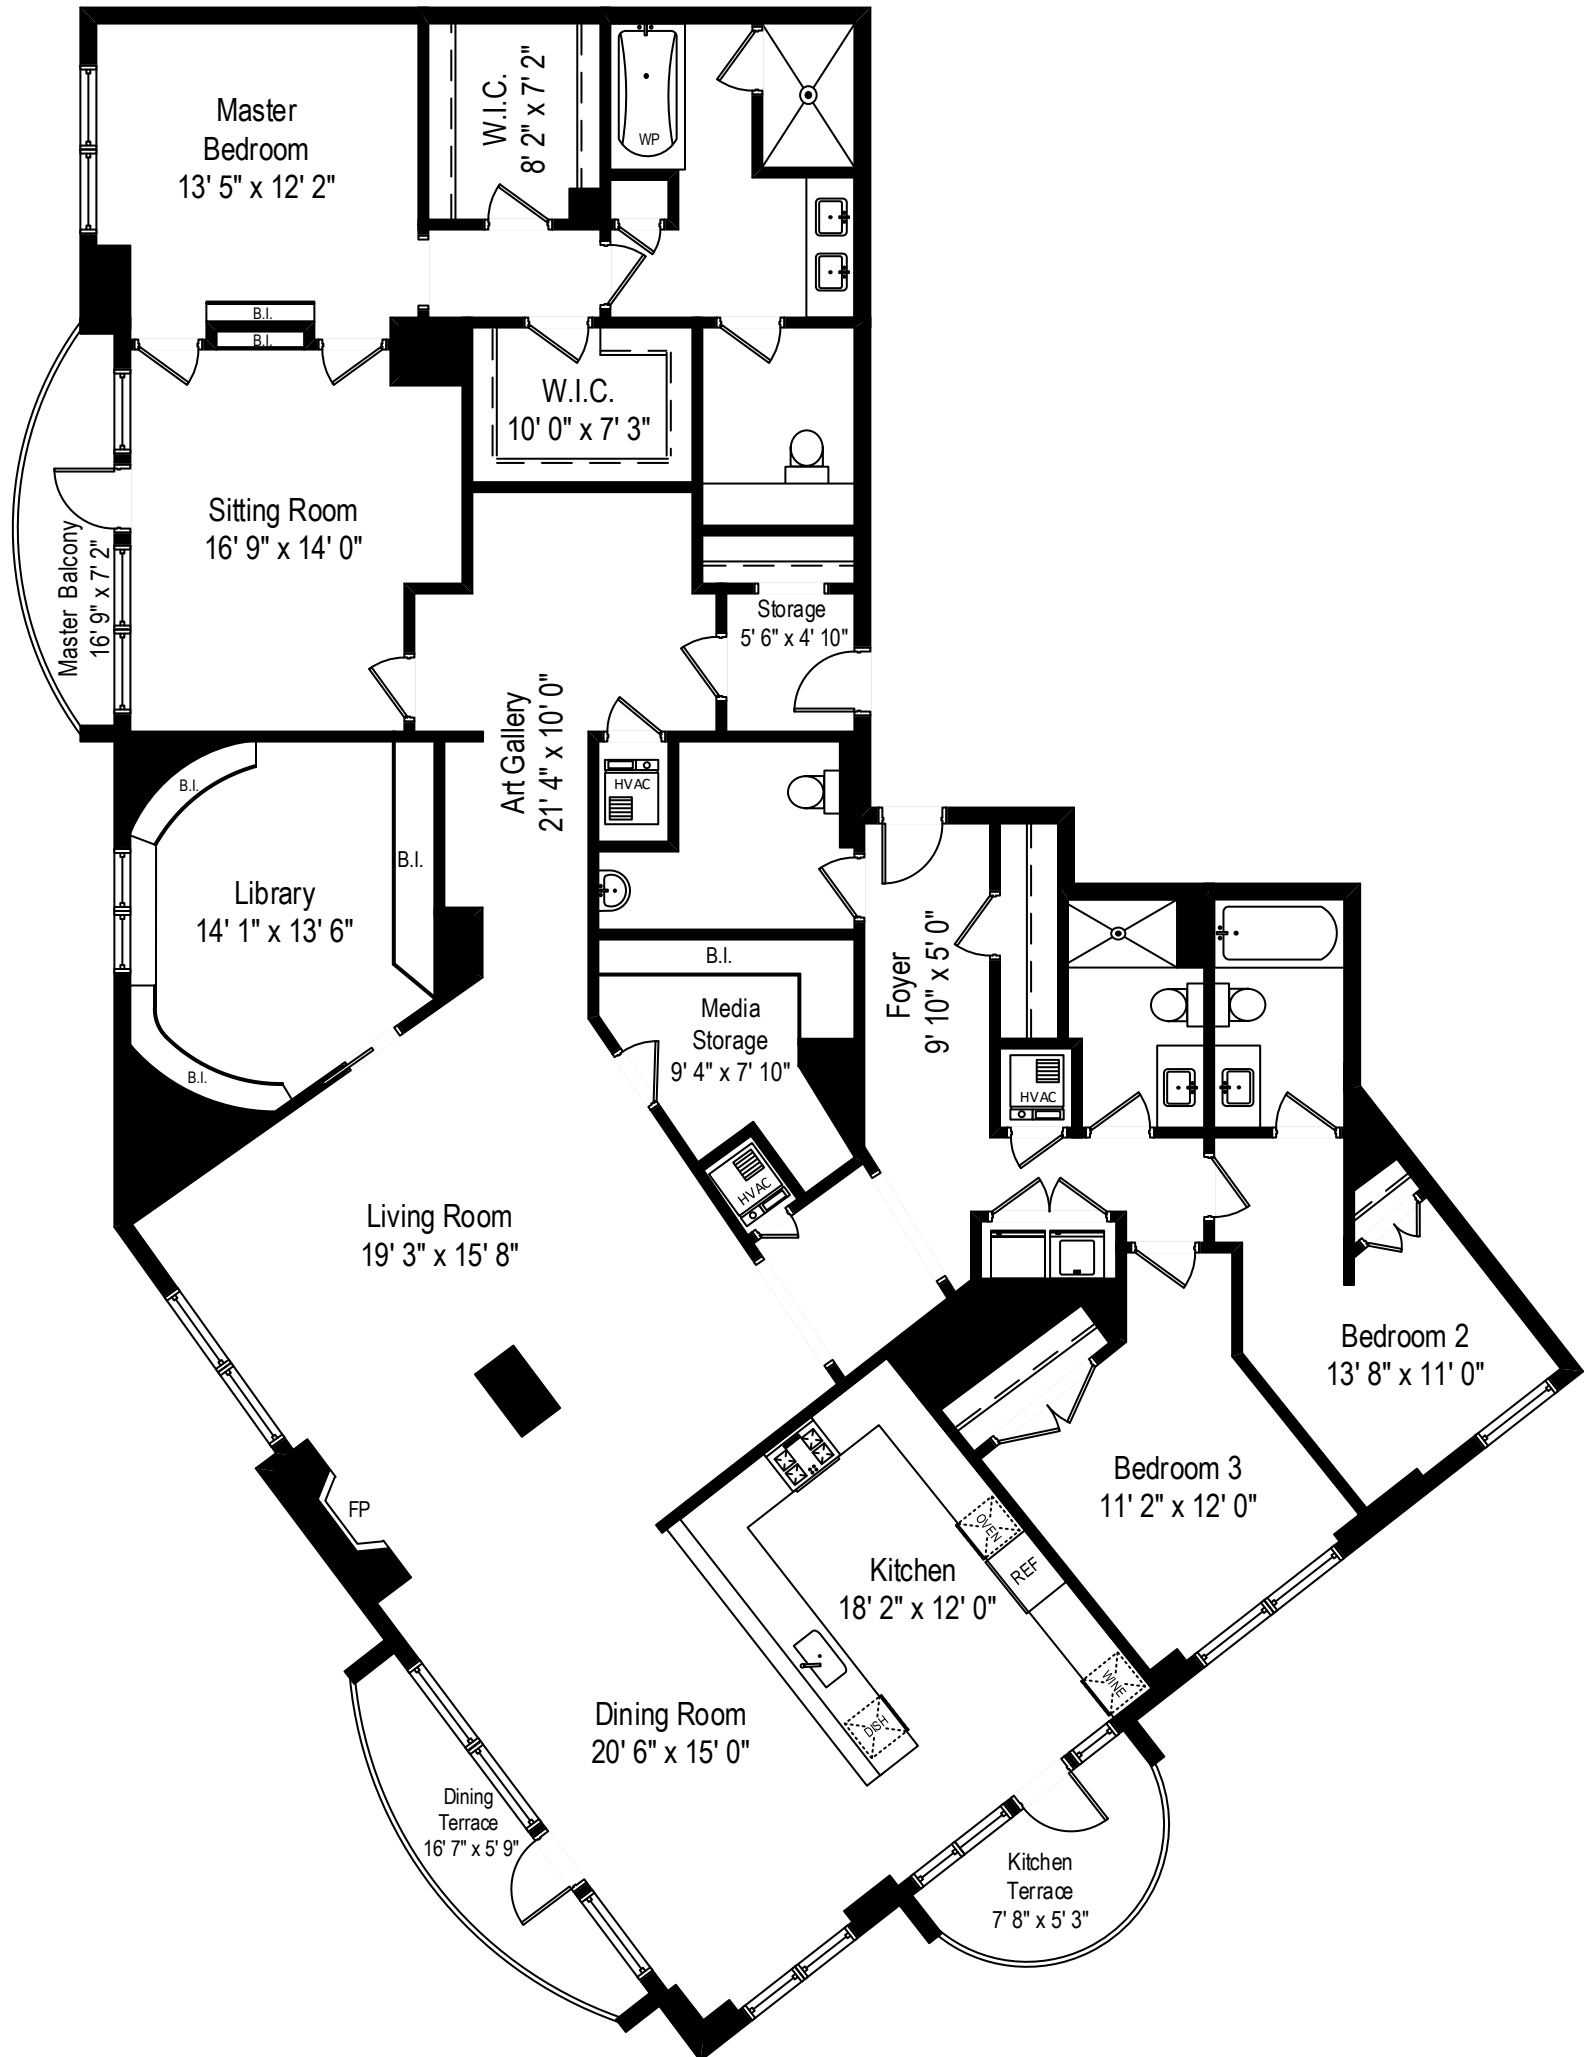 Master
Bedroom
13' 5" x 12' 2"
W.I.C.
8' 2" x 7' 2"
WP
B.I.
B.I.
W.I.C.
10' 0" x 7' 3"
Sitting Room
16' 9" x 14' 0"
Master Balcony
16' 9" x 7' 2"
Storage
5' 6" x 4' 10"
Art Gallery
21' 4" x 10' 0"
HVAC
B.I.
B.I.
Library
14' 1" x 13' 6"
B.I.
B.I.
Media
Storage
9' 4" x 7' 10"
Foyer
9' 10" x 5' 0"
HVAC
HVAC
Living Room
19' 3" x 15' 8"
Bedroom 2
13' 8" x 11' 0"
Bedroom 3
11' 2" x 12' 0"
FP
OVEN
REF
Kitchen
18' 2" x 12' 0"
WINE
DISH
Dining Room
20' 6" x 15' 0"
Dining
Terrace
16' 7" x 5' 9"
Kitchen
Terrace
7' 8" x 5' 3"